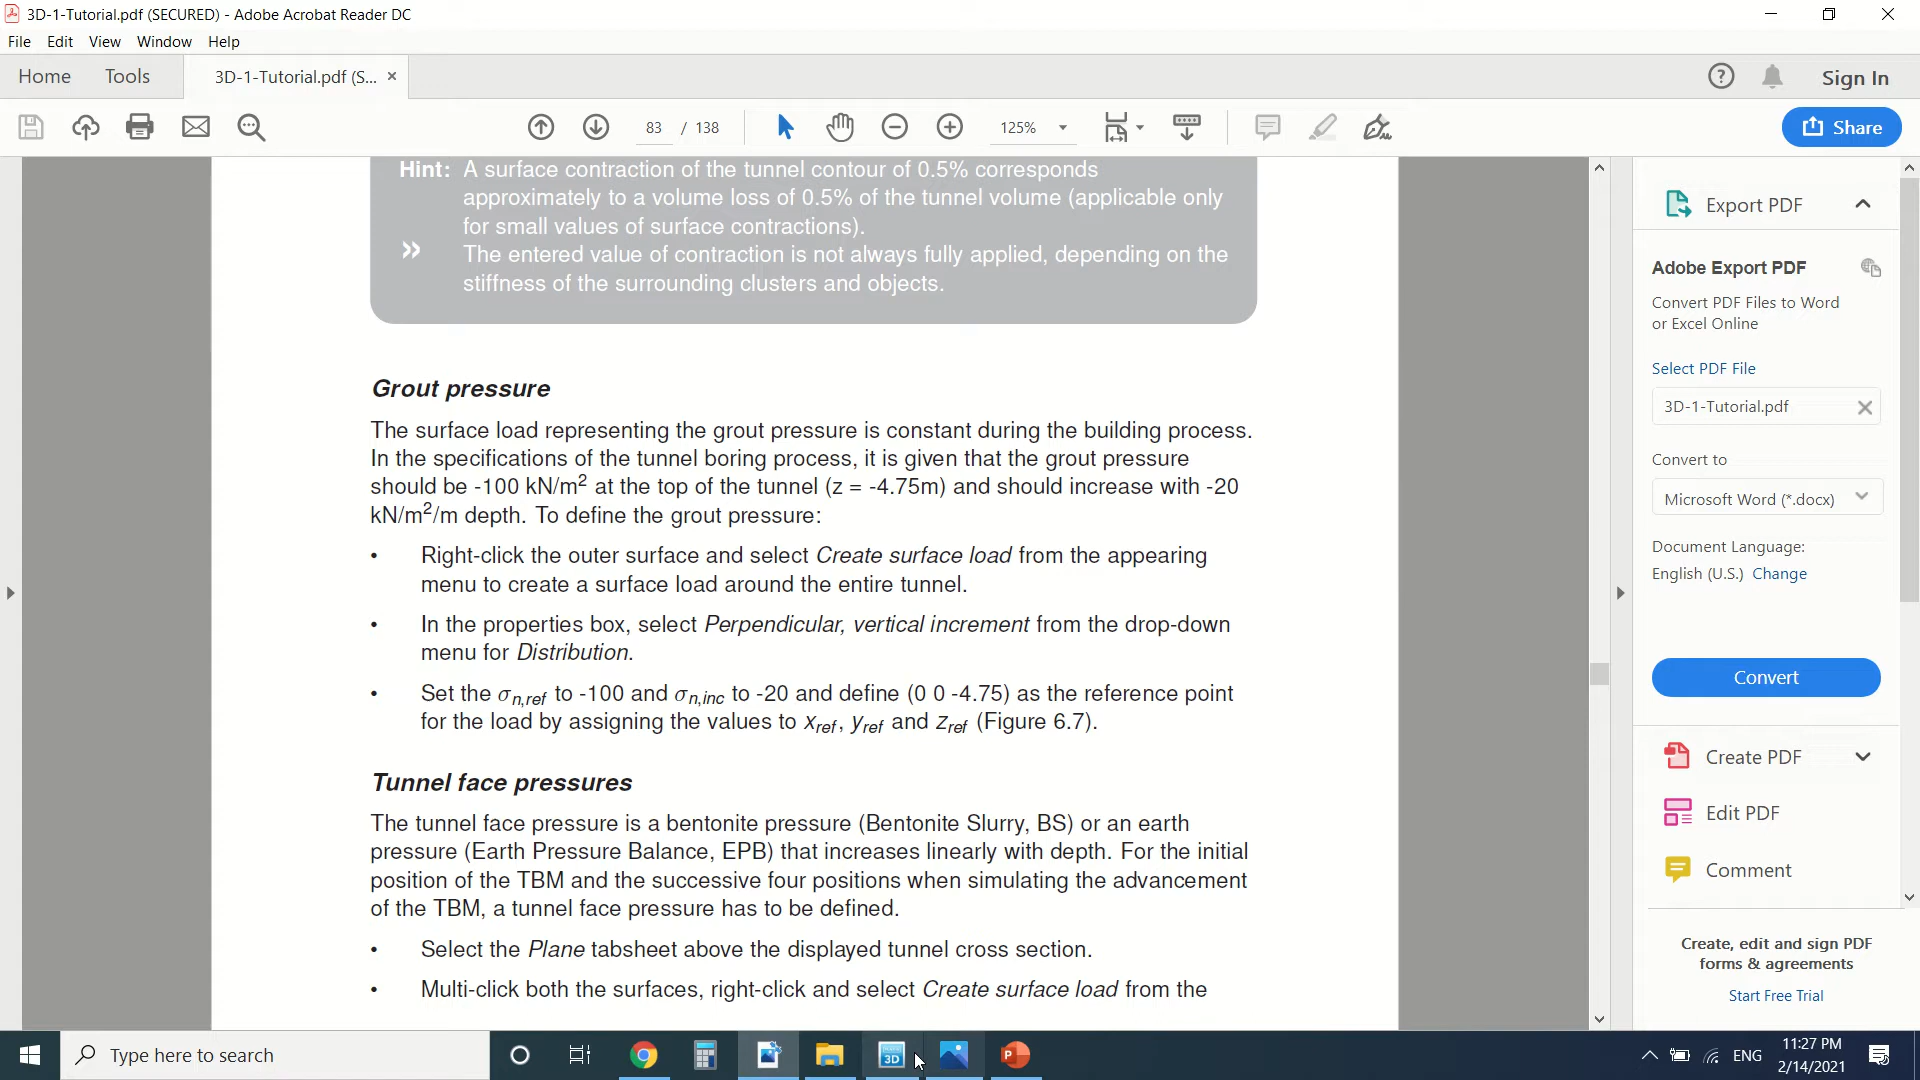 3D-1-Tutorial.pdf (SECURED) - Adobe Acrobat Reader DC
File Edit View Window Help
Home Tools 3D-1-Tutorial.pdf (S... × Sign In
83 / 138 125% Share
Hint: A surface contraction of the tunnel contour of 0.5% corresponds
approximately to a volume loss of 0.5% of the tunnel volume (applicable only
for small values of surface contractions).
» The entered value of contraction is not always fully applied, depending on the
stiffness of the surrounding clusters and objects.
Grout pressure
The surface load representing the grout pressure is constant during the building process.
In the specifications of the tunnel boring process, it is given that the grout pressure
should be -100 kN/m² at the top of the tunnel (z = -4.75m) and should increase with -20
kN/m²/m depth. To define the grout pressure:
• Right-click the outer surface and select Create surface load from the appearing
menu to create a surface load around the entire tunnel.
• In the properties box, select Perpendicular, vertical increment from the drop-down
menu for Distribution.
• Set the σn,ref to -100 and σn,inc to -20 and define (0 0 -4.75) as the reference point
for the load by assigning the values to xref, yref and zref (Figure 6.7).
Tunnel face pressures
The tunnel face pressure is a bentonite pressure (Bentonite Slurry, BS) or an earth
pressure (Earth Pressure Balance, EPB) that increases linearly with depth. For the initial
position of the TBM and the successive four positions when simulating the advancement
of the TBM, a tunnel face pressure has to be defined.
• Select the Plane tabsheet above the displayed tunnel cross section.
• Multi-click both the surfaces, right-click and select Create surface load from the
Export PDF
Adobe Export PDF
Convert PDF Files to Word
or Excel Online
Select PDF File
3D-1-Tutorial.pdf
Convert to
Microsoft Word (*.docx)
Document Language:
English (U.S.) Change
Convert
Create PDF
Edit PDF
Comment
Create, edit and sign PDF
forms & agreements
Start Free Trial
Type here to search
3D
P
ENG
11:27 PM
2/14/2021